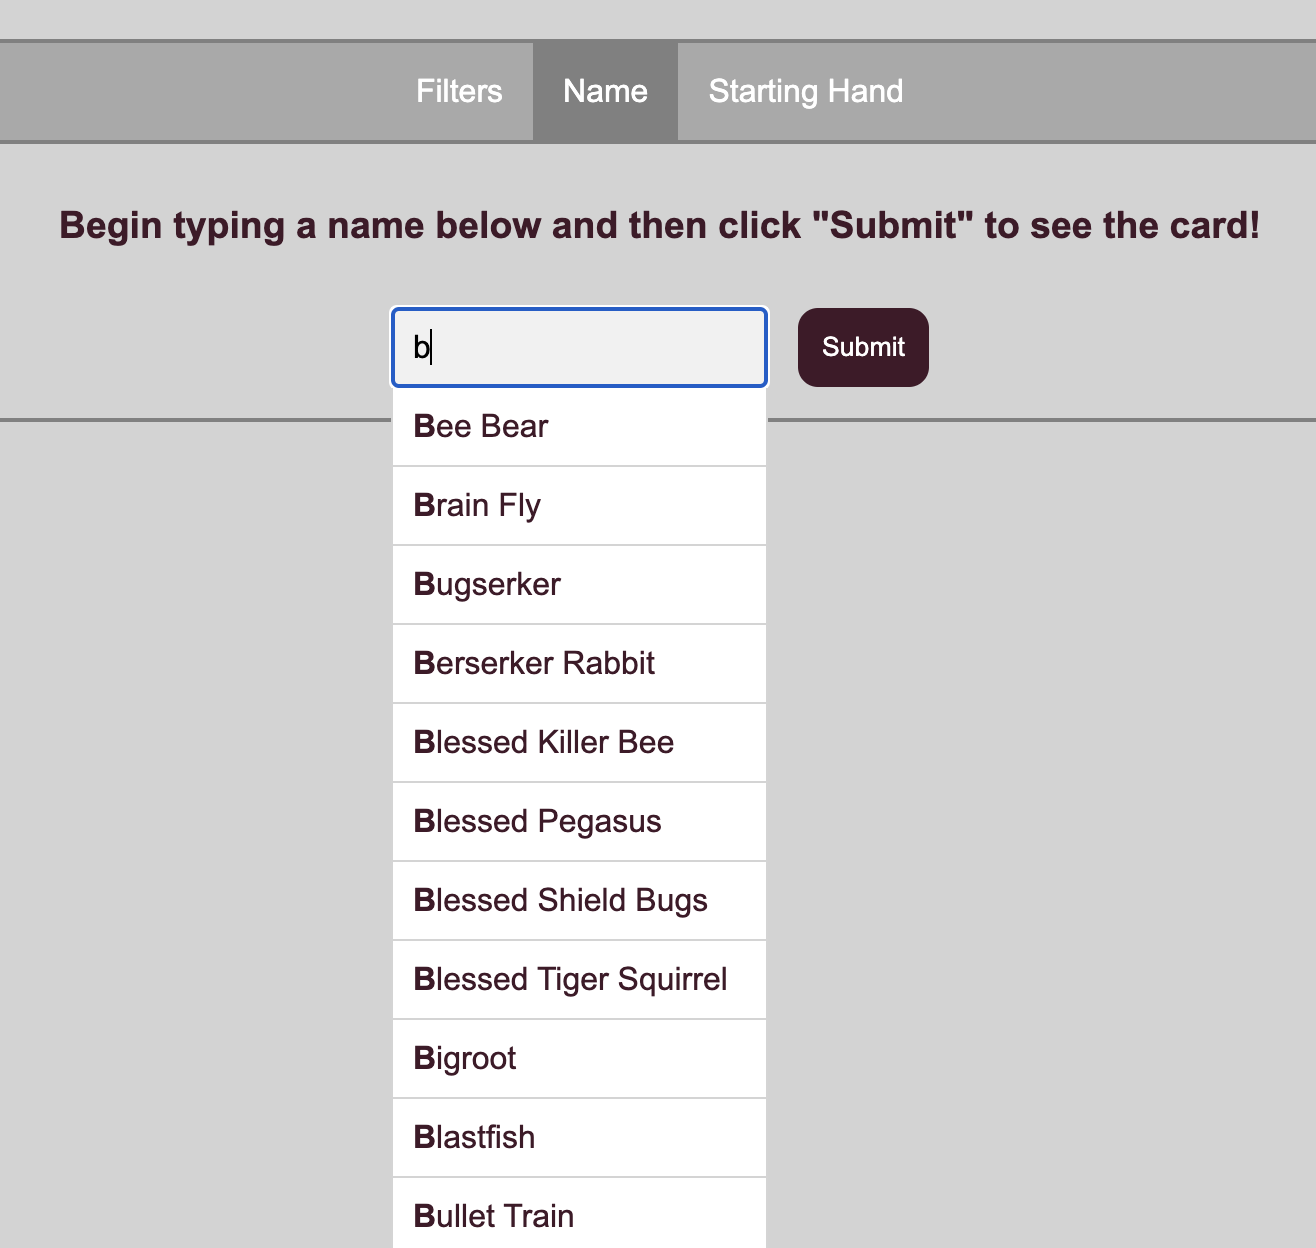 Filters Name Starting Hand
Begin typing a name below and then click "Submit" to see the card!
b Submit
Bee Bear
Brain Fly
Bugserker
Berserker Rabbit
Blessed Killer Bee
Blessed Pegasus
Blessed Shield Bugs
Blessed Tiger Squirrel
Bigroot
Blastfish
Bullet Train